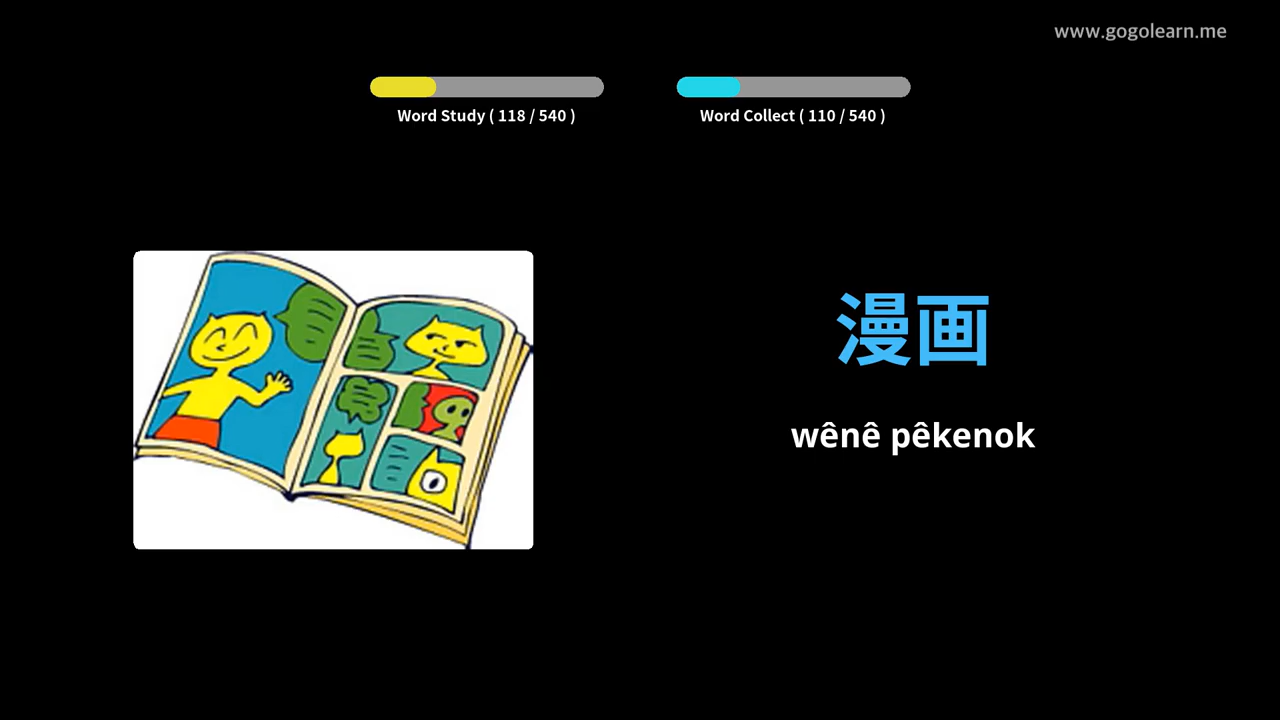 www.gogolearn.me
Word Study ( 118 / 540 )
Word Collect ( 110 / 540 )
漫画
wênê pêkenok